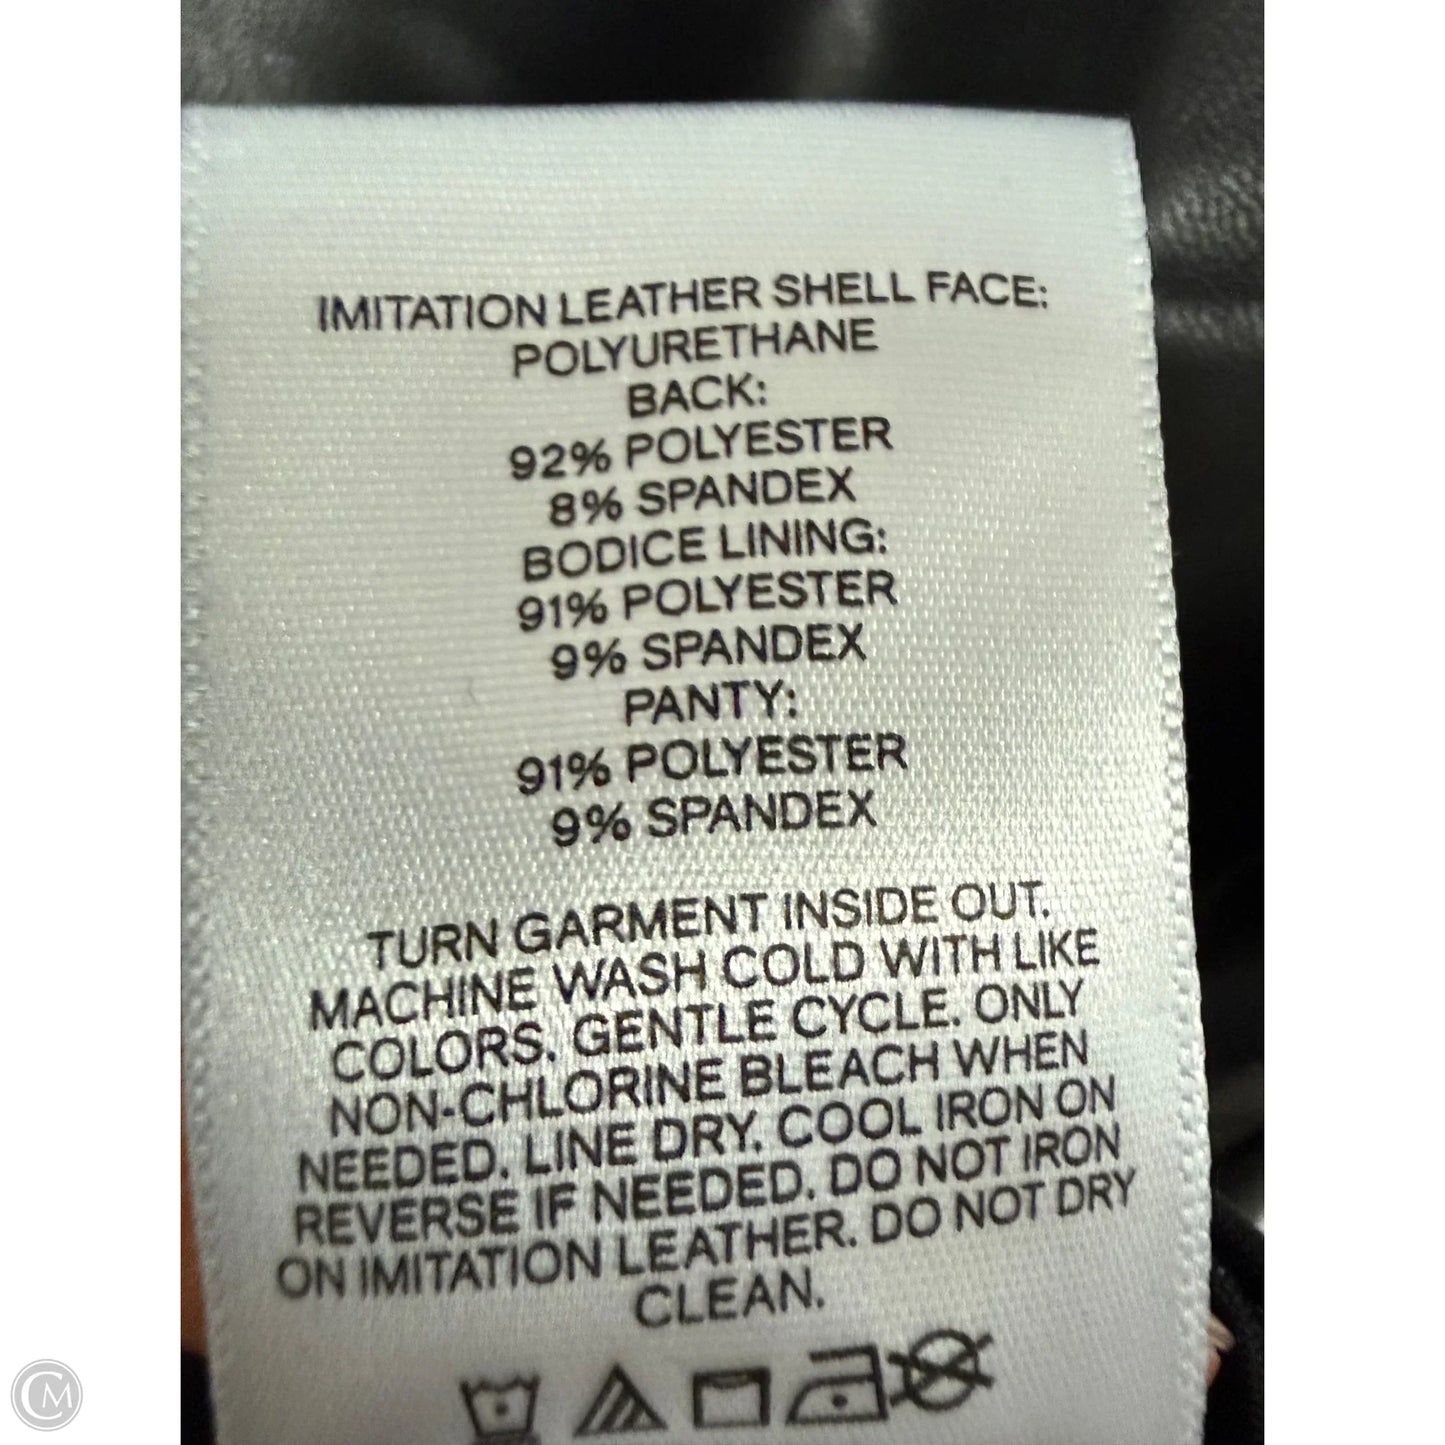 IMITATION LEATHER SHELL FACE:
POLYURETHANE
BACK:
92% POLYESTER
8% SPANDEX
BODICE LINING:
91% POLYESTER
9% SPANDEX
PANTY:
91% POLYESTER
9% SPANDEX
TURN GARMENT INSIDE OUT.
MACHINE WASH COLD WITH LIKE
COLORS. GENTLE CYCLE. ONLY
NON-CHLORINE BLEACH WHEN
NEEDED. LINE DRY. COOL IRON ON
REVERSE IF NEEDED. DO NOT IRON
ON IMITATION LEATHER. DO NOT DRY
CLEAN.
CM